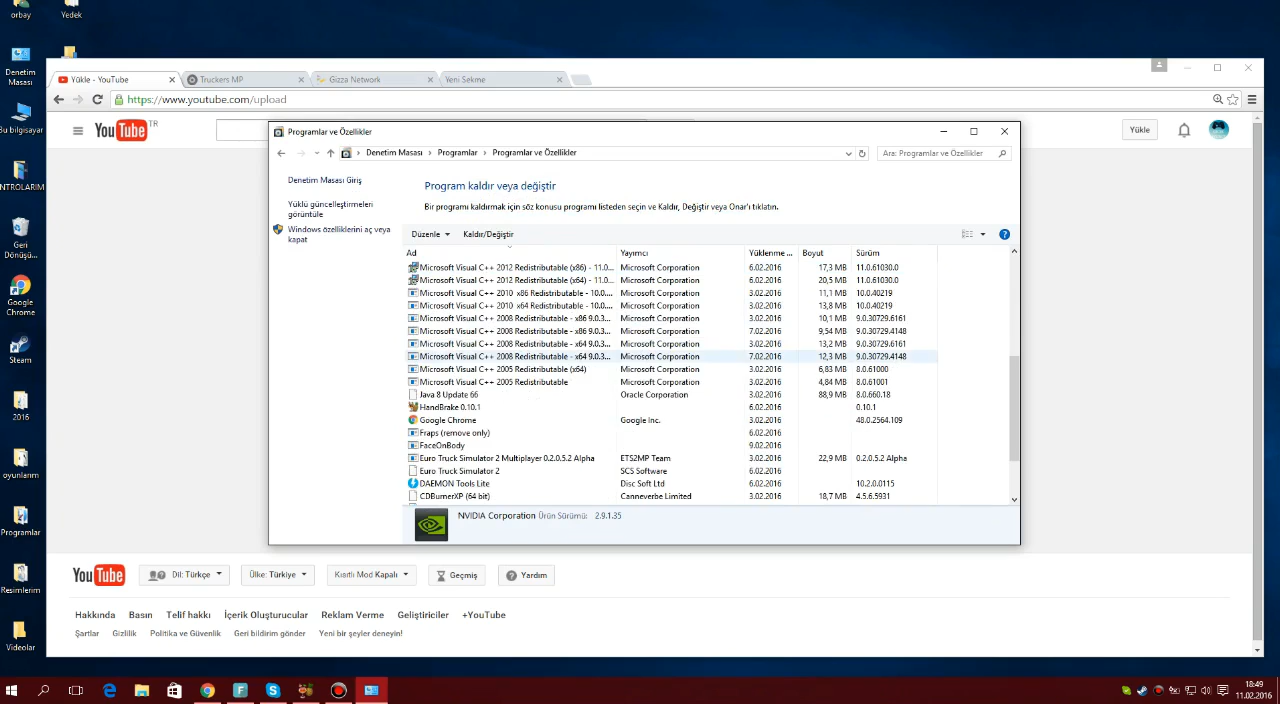 orbay
Yedek
Denetim
Masası
Bu bilgisayar
NTROLARIM
Geri
Dönüşü...
Google
Chrome
Steam
2016
oyunlarım
Programlar
Resimlerim
Videolar
Yükle - YouTube
Truckers MP
Gizza Network
Yeni Sekme
https://www.youtube.com/upload
YouTube TR
Yükle
Programlar ve Özellikler
Denetim Masası > Programlar > Programlar ve Özellikler
Ara: Programlar ve Özellikler
Denetim Masası Giriş
Yüklü güncelleştirmeleri
görüntüle
Windows özelliklerini aç veya
kapat
Program kaldır veya değiştir
Bir programı kaldırmak için söz konusu programı listeden seçin ve Kaldır, Değiştir veya Onar'ı tıklatın.
Düzenle Kaldır/Değiştir
Ad Yayımcı Yüklenme ... Boyut Sürüm
Microsoft Visual C++ 2012 Redistributable (x86) - 11.0... Microsoft Corporation 6.02.2016 17,3 MB 11.0.61030.0
Microsoft Visual C++ 2012 Redistributable (x64) - 11.0... Microsoft Corporation 6.02.2016 20,5 MB 11.0.61030.0
Microsoft Visual C++ 2010 x86 Redistributable - 10.0.... Microsoft Corporation 3.02.2016 11,1 MB 10.0.40219
Microsoft Visual C++ 2010 x64 Redistributable - 10.0.... Microsoft Corporation 3.02.2016 13,8 MB 10.0.40219
Microsoft Visual C++ 2008 Redistributable - x86 9.0.3... Microsoft Corporation 3.02.2016 10,1 MB 9.0.30729.6161
Microsoft Visual C++ 2008 Redistributable - x86 9.0.3... Microsoft Corporation 7.02.2016 9,54 MB 9.0.30729.4148
Microsoft Visual C++ 2008 Redistributable - x64 9.0.3... Microsoft Corporation 3.02.2016 13,2 MB 9.0.30729.6161
Microsoft Visual C++ 2008 Redistributable - x64 9.0.3... Microsoft Corporation 7.02.2016 12,3 MB 9.0.30729.4148
Microsoft Visual C++ 2005 Redistributable (x64) Microsoft Corporation 3.02.2016 6,83 MB 8.0.61000
Microsoft Visual C++ 2005 Redistributable Microsoft Corporation 3.02.2016 4,84 MB 8.0.61001
Java 8 Update 66 Oracle Corporation 3.02.2016 88,9 MB 8.0.660.18
HandBrake 0.10.1 6.02.2016 0.10.1
Google Chrome Google Inc. 3.02.2016 48.0.2564.109
Fraps (remove only) 6.02.2016
FaceOnBody 9.02.2016
Euro Truck Simulator 2 Multiplayer 0.2.0.5.2 Alpha ETS2MP Team 3.02.2016 22,9 MB 0.2.0.5.2 Alpha
Euro Truck Simulator 2 SCS Software 6.02.2016
DAEMON Tools Lite Disc Soft Ltd 3.02.2016 10.2.0.0115
CDBurnerXP (64 bit) Canneverbe Limited 3.02.2016 18,7 MB 4.5.6.5931
NVIDIA Corporation Ürün Sürümü: 2.9.1.35
YouTube Dil: Türkçe Ülke: Türkiye Kısıtlı Mod Kapalı Geçmiş Yardım
Hakkında Basın Telif hakkı İçerik Oluşturucular Reklam Verme Geliştiriciler +YouTube
Şartlar Gizlilik Politika ve Güvenlik Geri bildirim gönder Yeni bir şeyler deneyin!
18:49
11.02.2016